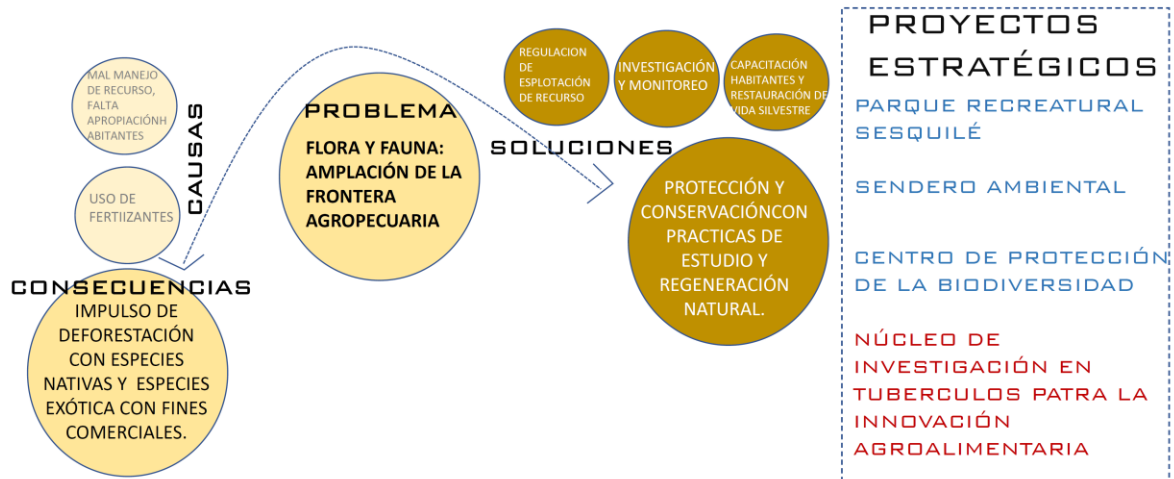 MAL MANEJO
DE RECURSO,
FALTA
APROPIACIÓNH
ABITANTES
CAUSAS
USO DE
FERTIIZANTES
CONSECUENCIAS
IMPULSO DE
DEFORESTACIÓN
CON ESPECIES
NATIVAS Y ESPECIES
EXÓTICA CON FINES
COMERCIALES.
PROBLEMA
FLORA Y FAUNA:
AMPLACIÓN DE LA
FRONTERA
AGROPECUARIA
REGULACION
DE
ESPLOTACIÓN
DE RECURSO
INVESTIGACIÓN
Y MONITOREO
CAPACITACIÓN
HABITANTES Y
RESTAURACIÓN DE
VIDA SILVESTRE
SOLUCIONES
PROTECCIÓN Y
CONSERVACIÓNCON
PRACTICAS DE
ESTUDIO Y
REGENERACIÓN
NATURAL.
PROYECTOS
ESTRATÉGICOS
PARQUE RECREATURAL
SESQUILÉ
SENDERO AMBIENTAL
CENTRO DE PROTECCIÓN
DE LA BIODIVERSIDAD
NÚCLEO DE
INVESTIGACIÓN EN
TUBERCULOS PATRA LA
INNOVACIÓN
AGROALIMENTARIA